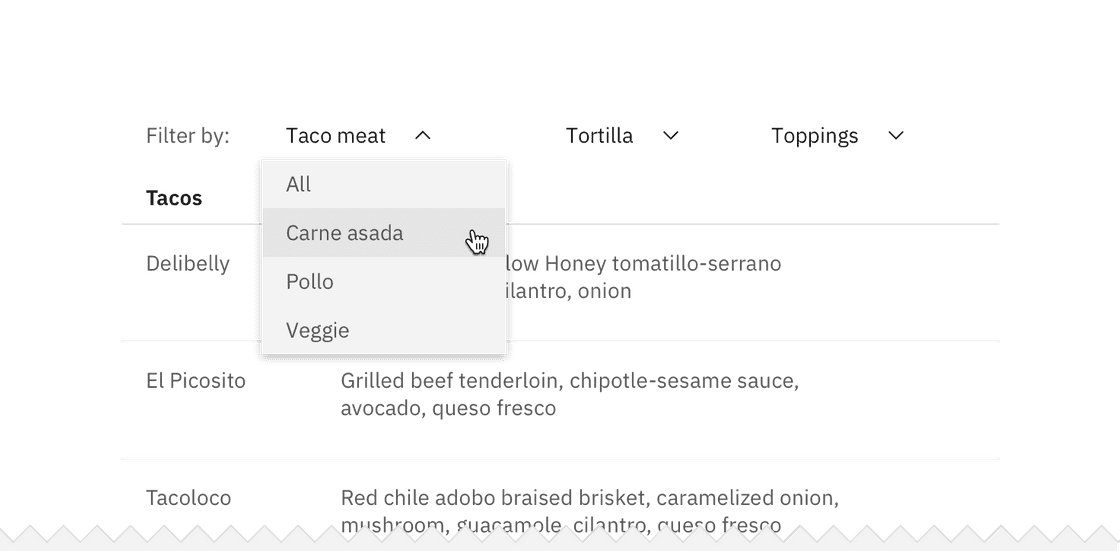 Filter by: Taco meat Tortilla Toppings
All
Tacos
Carne asada
Delibelly low Honey tomatillo-serrano
Pollo
ilantro, onion
Veggie
El Picosito Grilled beef tenderloin, chipotle-sesame sauce,
avocado, queso fresco
Tacoloco Red chile adobo braised brisket, caramelized onion,
mushroom, guacamole, cilantro, queso fresco